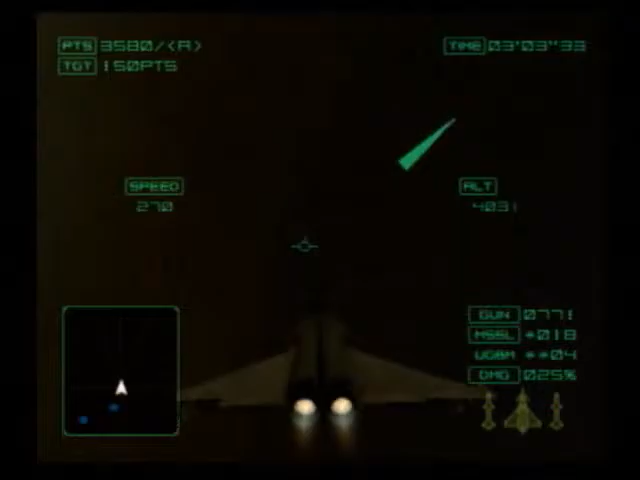 PTS 3580/<A> TIME 03'03"33
TGT 150PTS
SPEED ALT
270 4031
GUN 0771
MSSL *018
UGBM **04
DMG 025%